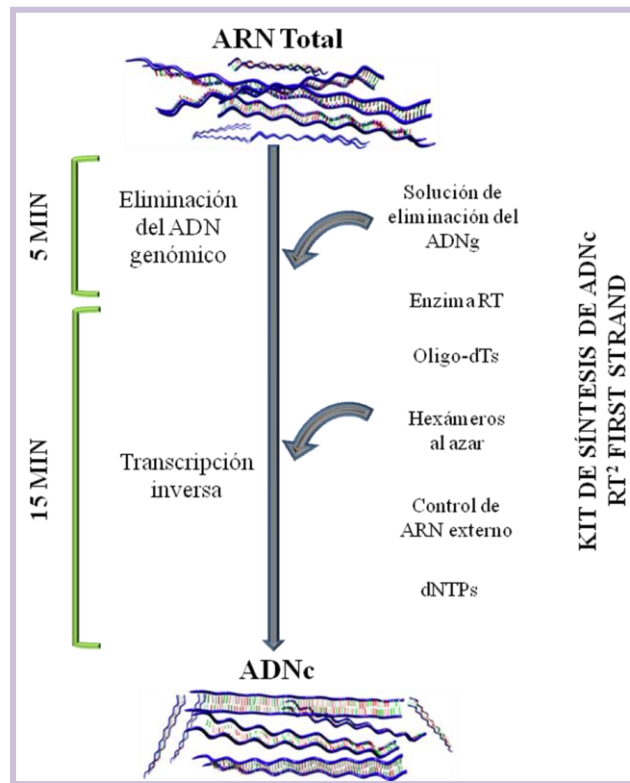 ARN Total
5 MIN
Eliminación
del ADN
genómico
Solución de
eliminación del
ADNg
15 MIN
Transcripción
inversa
Enzima RT
Oligo-dTs
Hexámeros
al azar
Control de
ARN externo
dNTPs
KIT DE SÍNTESIS DE ADNc
RT² FIRST STRAND
ADNc